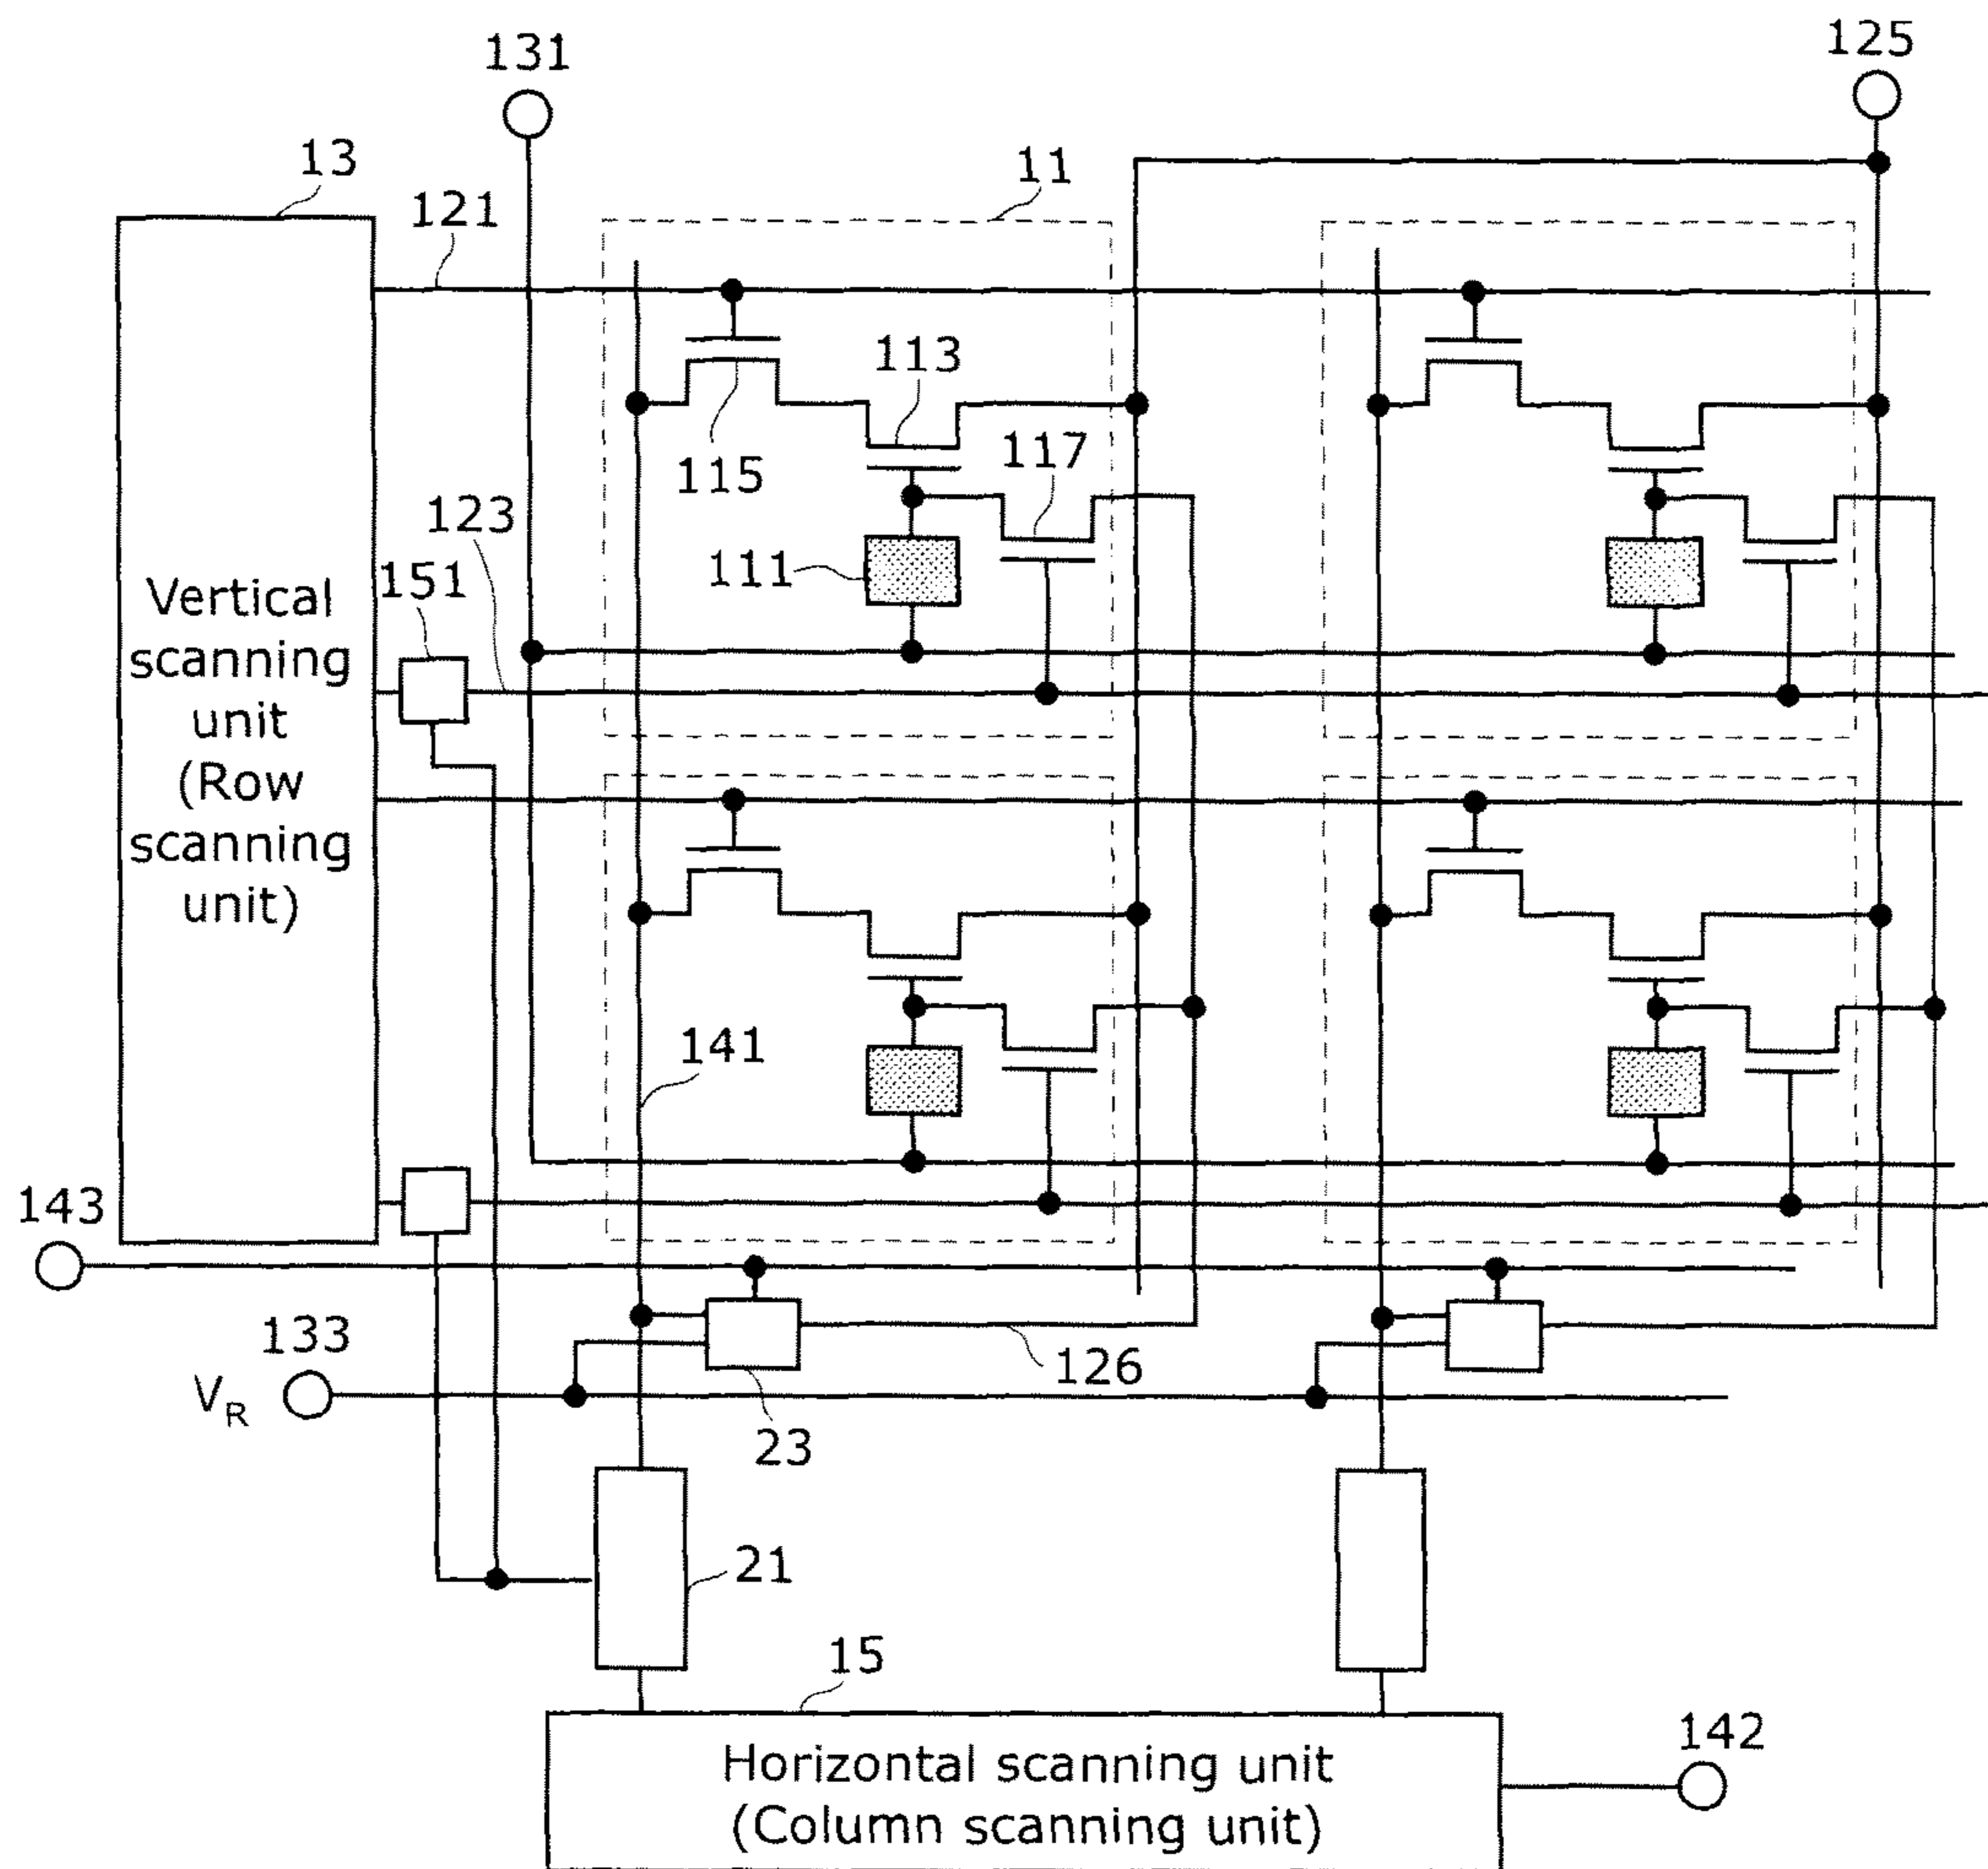 131
125
13
11
121
113
115
117
123
111
151
Vertical
scanning
unit
(Row
scanning
unit)
141
143
133
126
V_R
23
21
15
142
Horizontal scanning unit
(Column scanning unit)